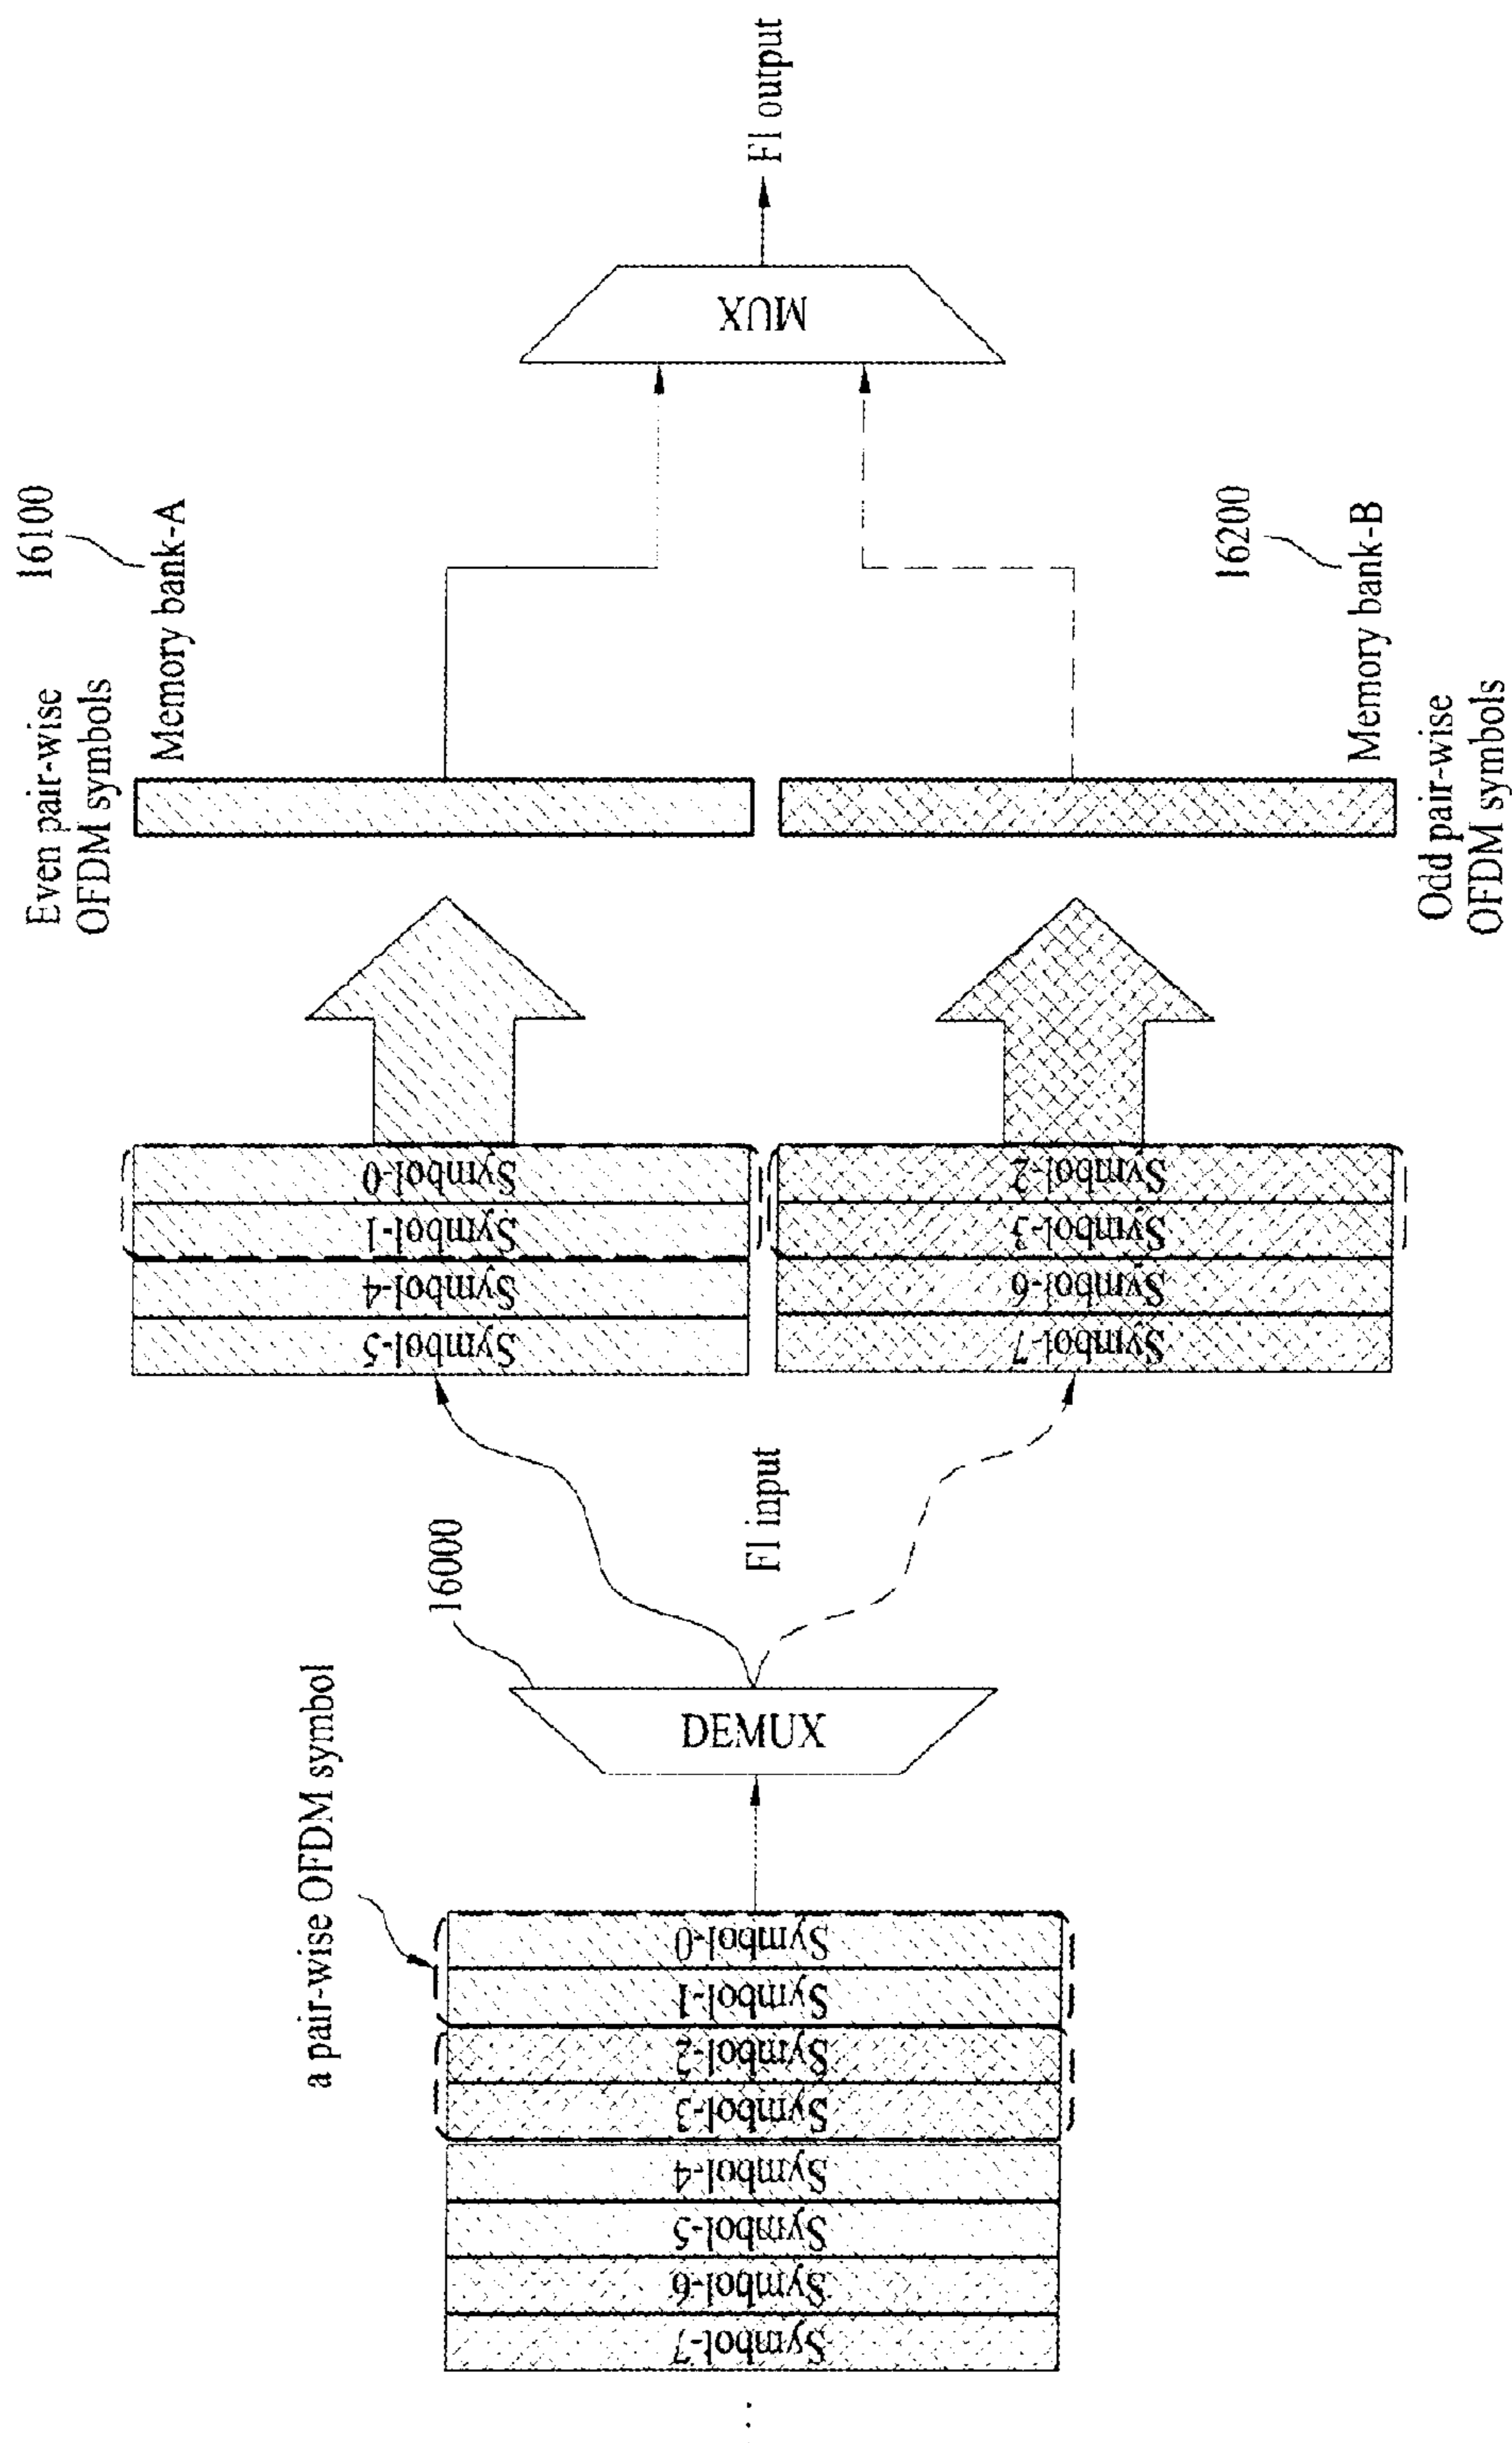 a pair-wise OFDM symbol
Symbol-7
Symbol-6
Symbol-5
Symbol-4
Symbol-3
Symbol-2
Symbol-1
Symbol-0
DEMUX
16000
FI input
Symbol-5
Symbol-4
Symbol-1
Symbol-0
Symbol-7
Symbol-6
Symbol-3
Symbol-2
Even pair-wise
OFDM symbols
16100
Memory bank-A
16200
Memory bank-B
Odd pair-wise
OFDM symbols
MUX
FI output